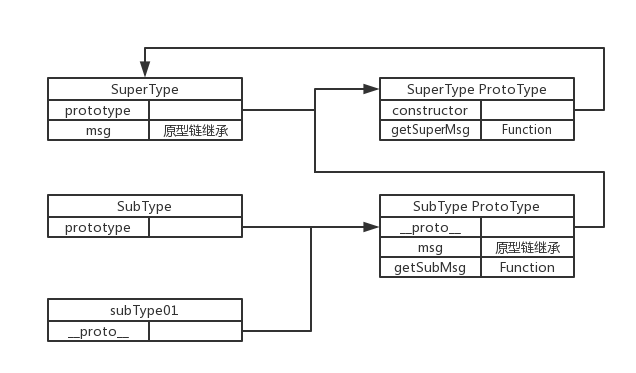 SuperType
prototype
msg 原型链继承
SuperType ProtoType
constructor
getSuperMsg Function
SubType
prototype
SubType ProtoType
__proto__
msg 原型链继承
getSubMsg Function
subType01
__proto__